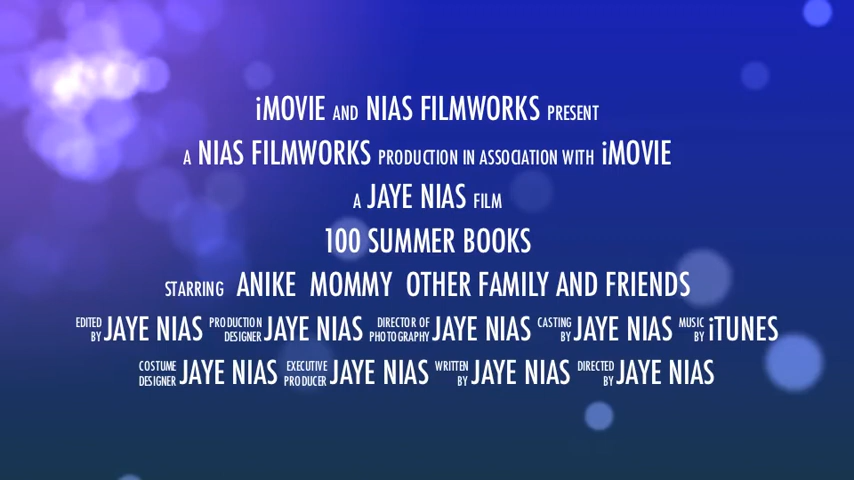 iMOVIE AND NIAS FILMWORKS PRESENT
A NIAS FILMWORKS PRODUCTION IN ASSOCIATION WITH iMOVIE
A JAYE NIAS FILM
100 SUMMER BOOKS
STARRING ANIKE MOMMY OTHER FAMILY AND FRIENDS
EDITED BY JAYE NIAS PRODUCTION DESIGNER JAYE NIAS DIRECTOR OF PHOTOGRAPHY JAYE NIAS CASTING BY JAYE NIAS MUSIC BY iTUNES
COSTUME DESIGNER JAYE NIAS EXECUTIVE PRODUCER JAYE NIAS WRITTEN BY JAYE NIAS DIRECTED BY JAYE NIAS